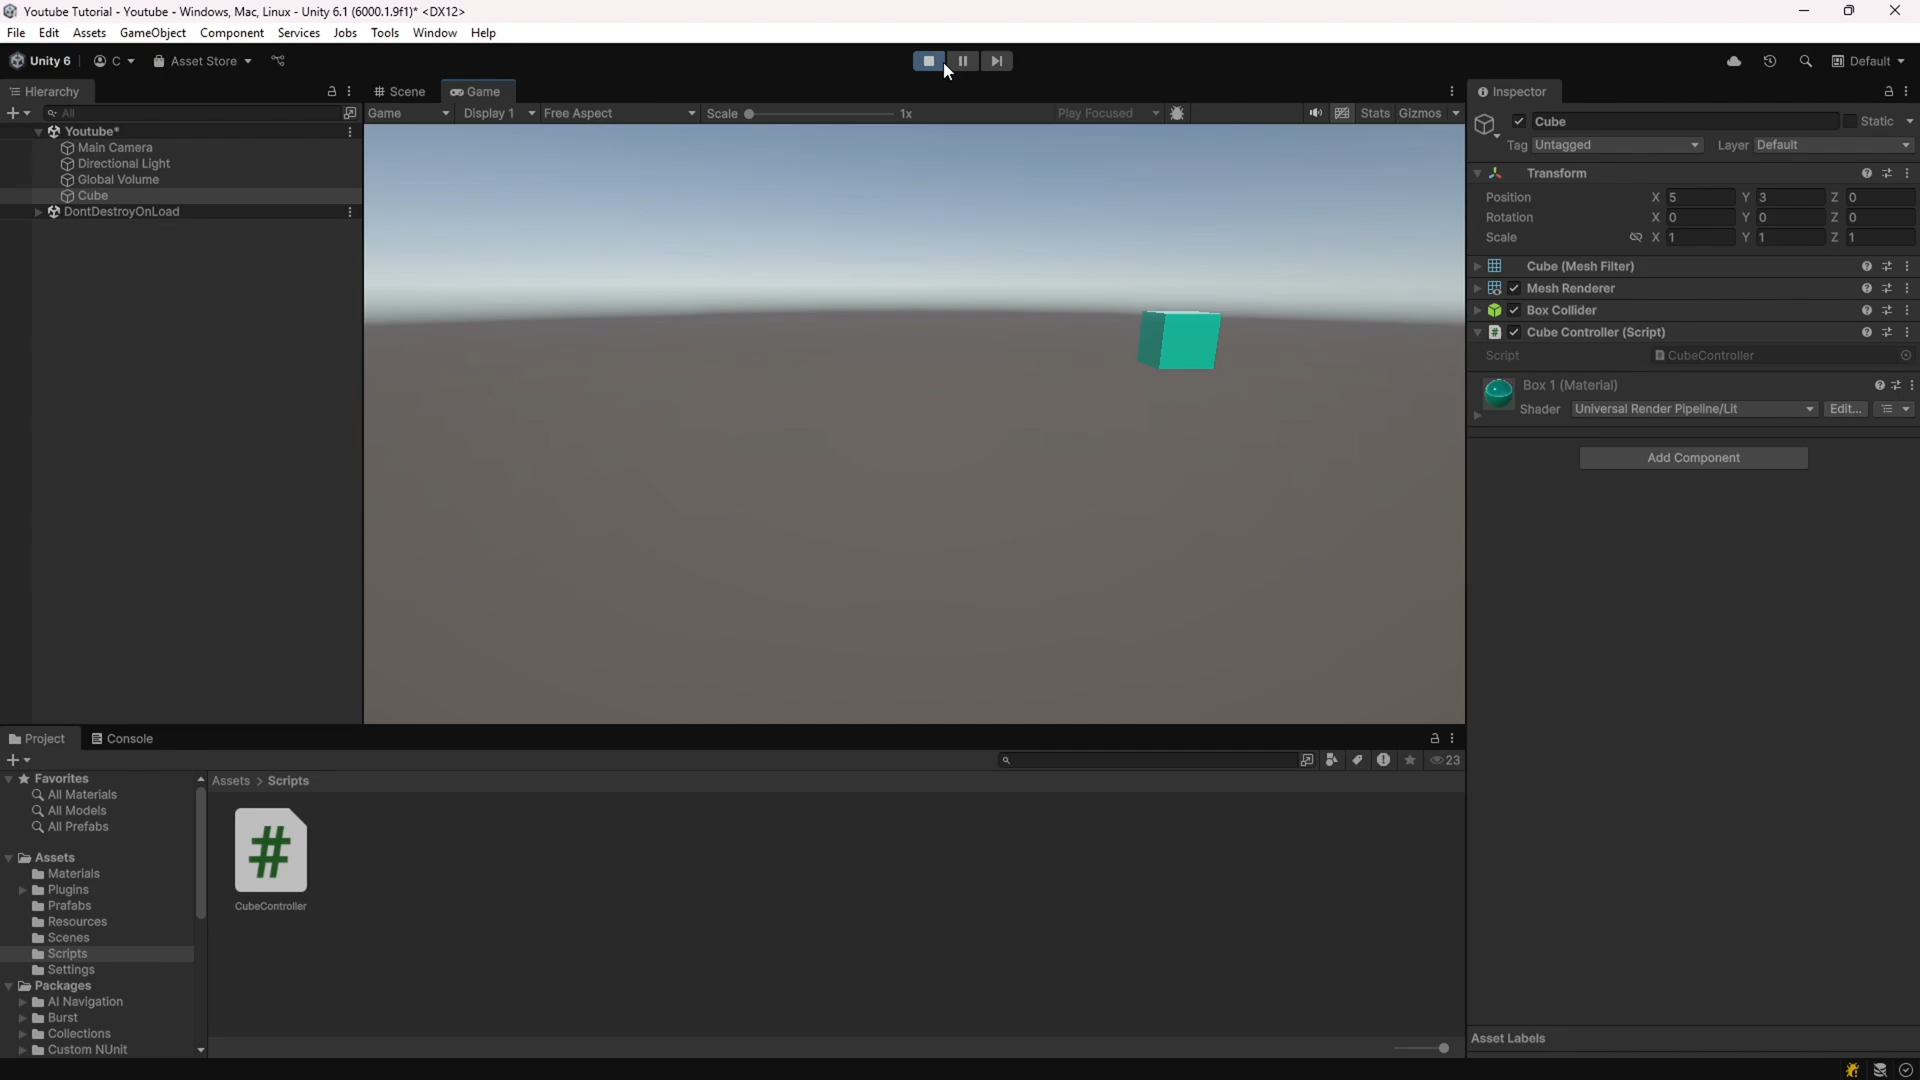 Youtube Tutorial - Youtube - Windows, Mac, Linux - Unity 6.1 (6000.1.9f1)* <DX12>
File Edit Assets GameObject Component Services Jobs Tools Window Help
Unity 6 C Asset Store Default
Hierarchy
All
Youtube*
Main Camera
Directional Light
Global Volume
Cube
DontDestroyOnLoad
Scene Game
Game Display 1 Free Aspect Scale 1x Play Focused Stats Gizmos
Inspector
Cube Static
Tag Untagged Layer Default
Transform
Position X 5 Y 3 Z 0
Rotation X 0 Y 0 Z 0
Scale X 1 Y 1 Z 1
Cube (Mesh Filter)
Mesh Renderer
Box Collider
# Cube Controller (Script)
Script CubeController
Box 1 (Material)
Shader Universal Render Pipeline/Lit Edit...
Add Component
Asset Labels
Project Console
23
Favorites
All Materials
All Models
All Prefabs
Assets
Materials
Plugins
Prefabs
Resources
Scenes
Scripts
Settings
Packages
AI Navigation
Burst
Collections
Custom NUnit
Assets > Scripts
#
CubeController